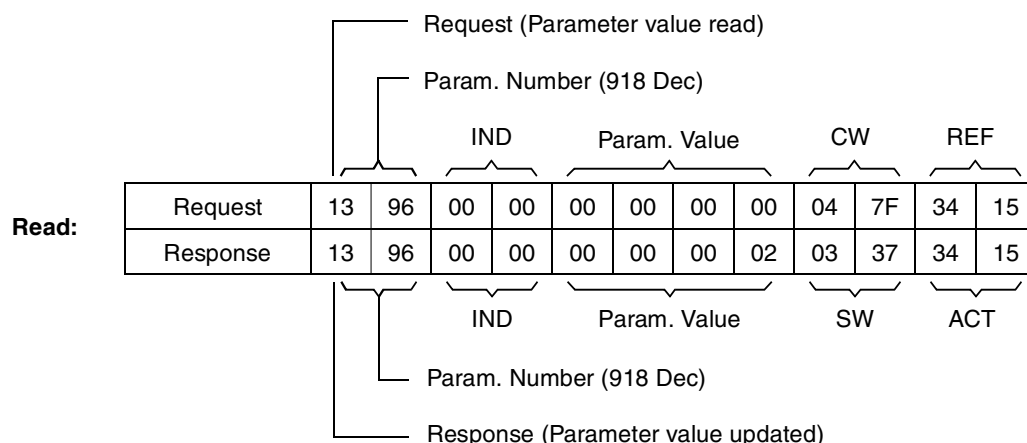 Request (Parameter value read)
Param. Number (918 Dec)
IND Param. Value CW REF
Read:
Request 13 96 00 00 00 00 00 00 04 7F 34 15
Response 13 96 00 00 00 00 00 02 03 37 34 15
IND Param. Value SW ACT
Param. Number (918 Dec)
Response (Parameter value updated)